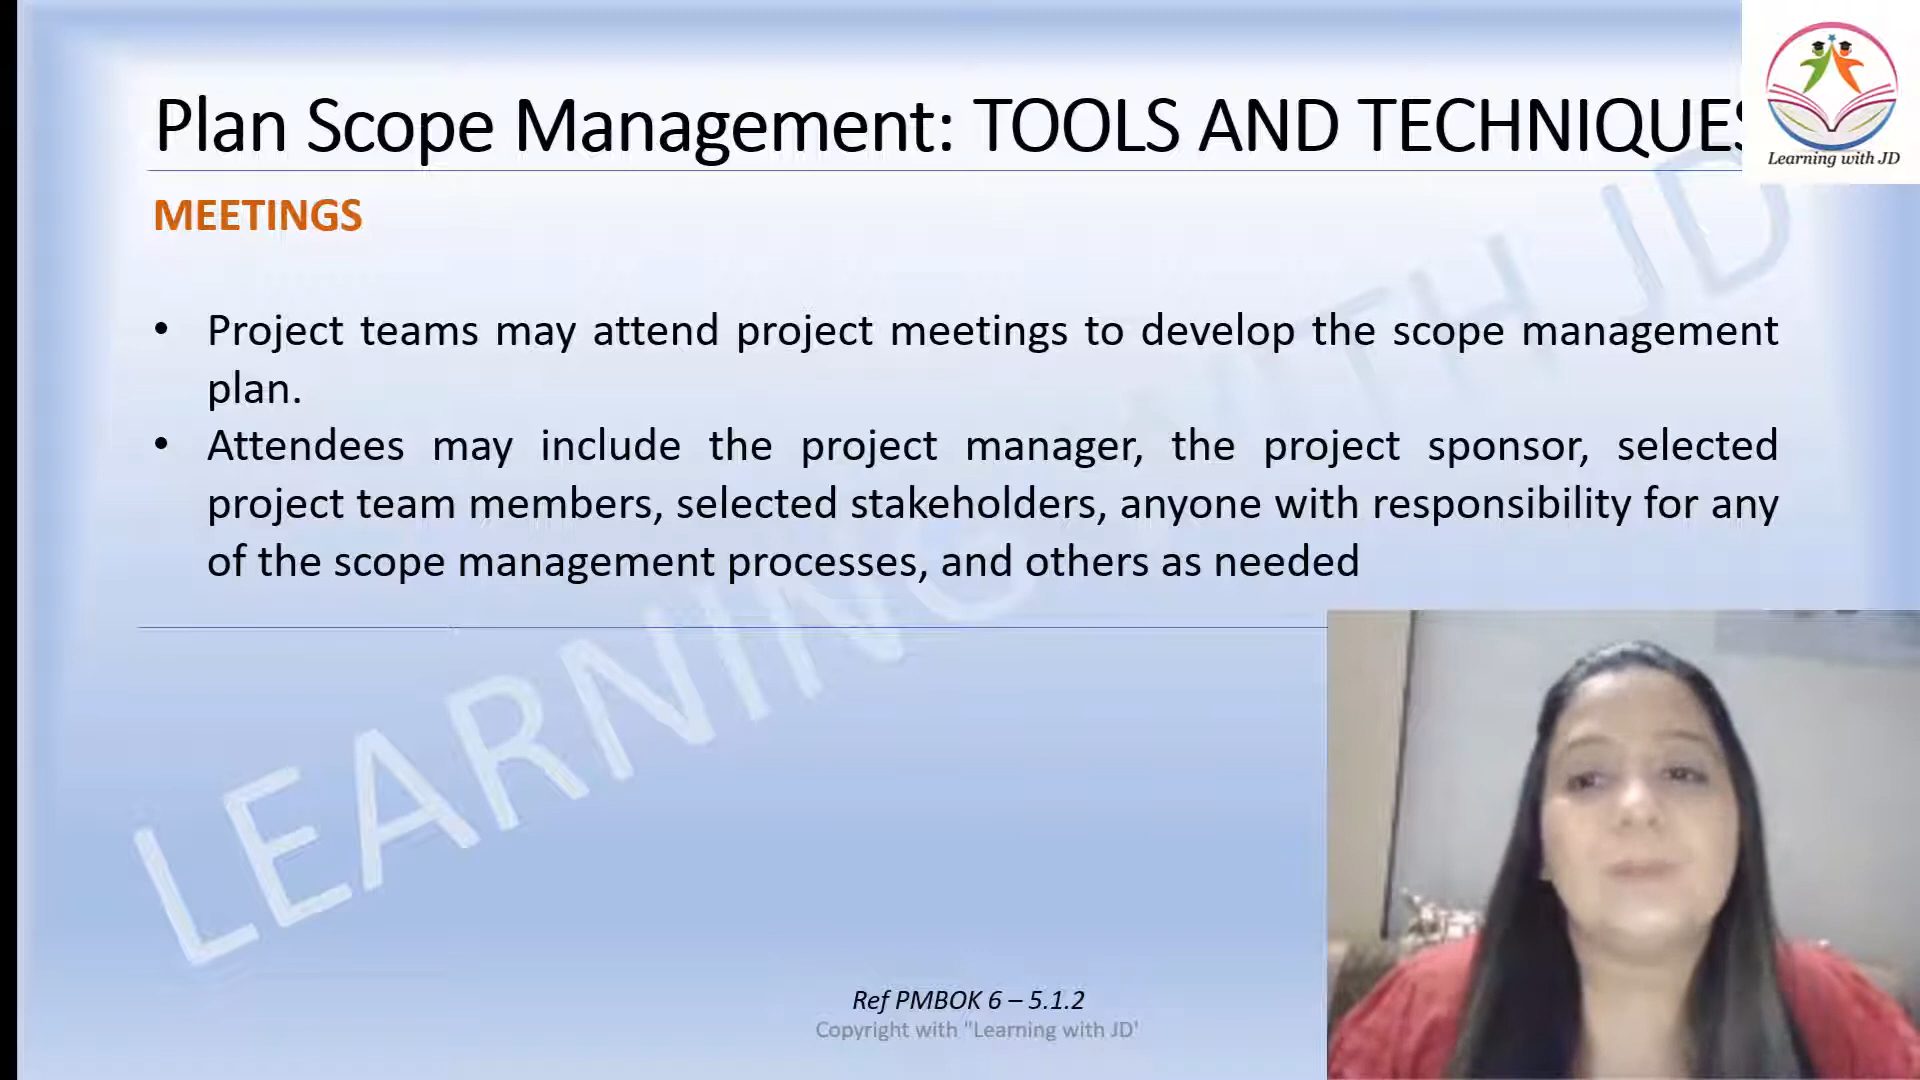 Plan Scope Management: TOOLS AND TECHNIQUES
Learning with JD
MEETINGS
• Project teams may attend project meetings to develop the scope management
plan.
• Attendees may include the project manager, the project sponsor, selected
project team members, selected stakeholders, anyone with responsibility for any
of the scope management processes, and others as needed
LEARNING WITH JD
Ref PMBOK 6 – 5.1.2
Copyright with "Learning with JD'